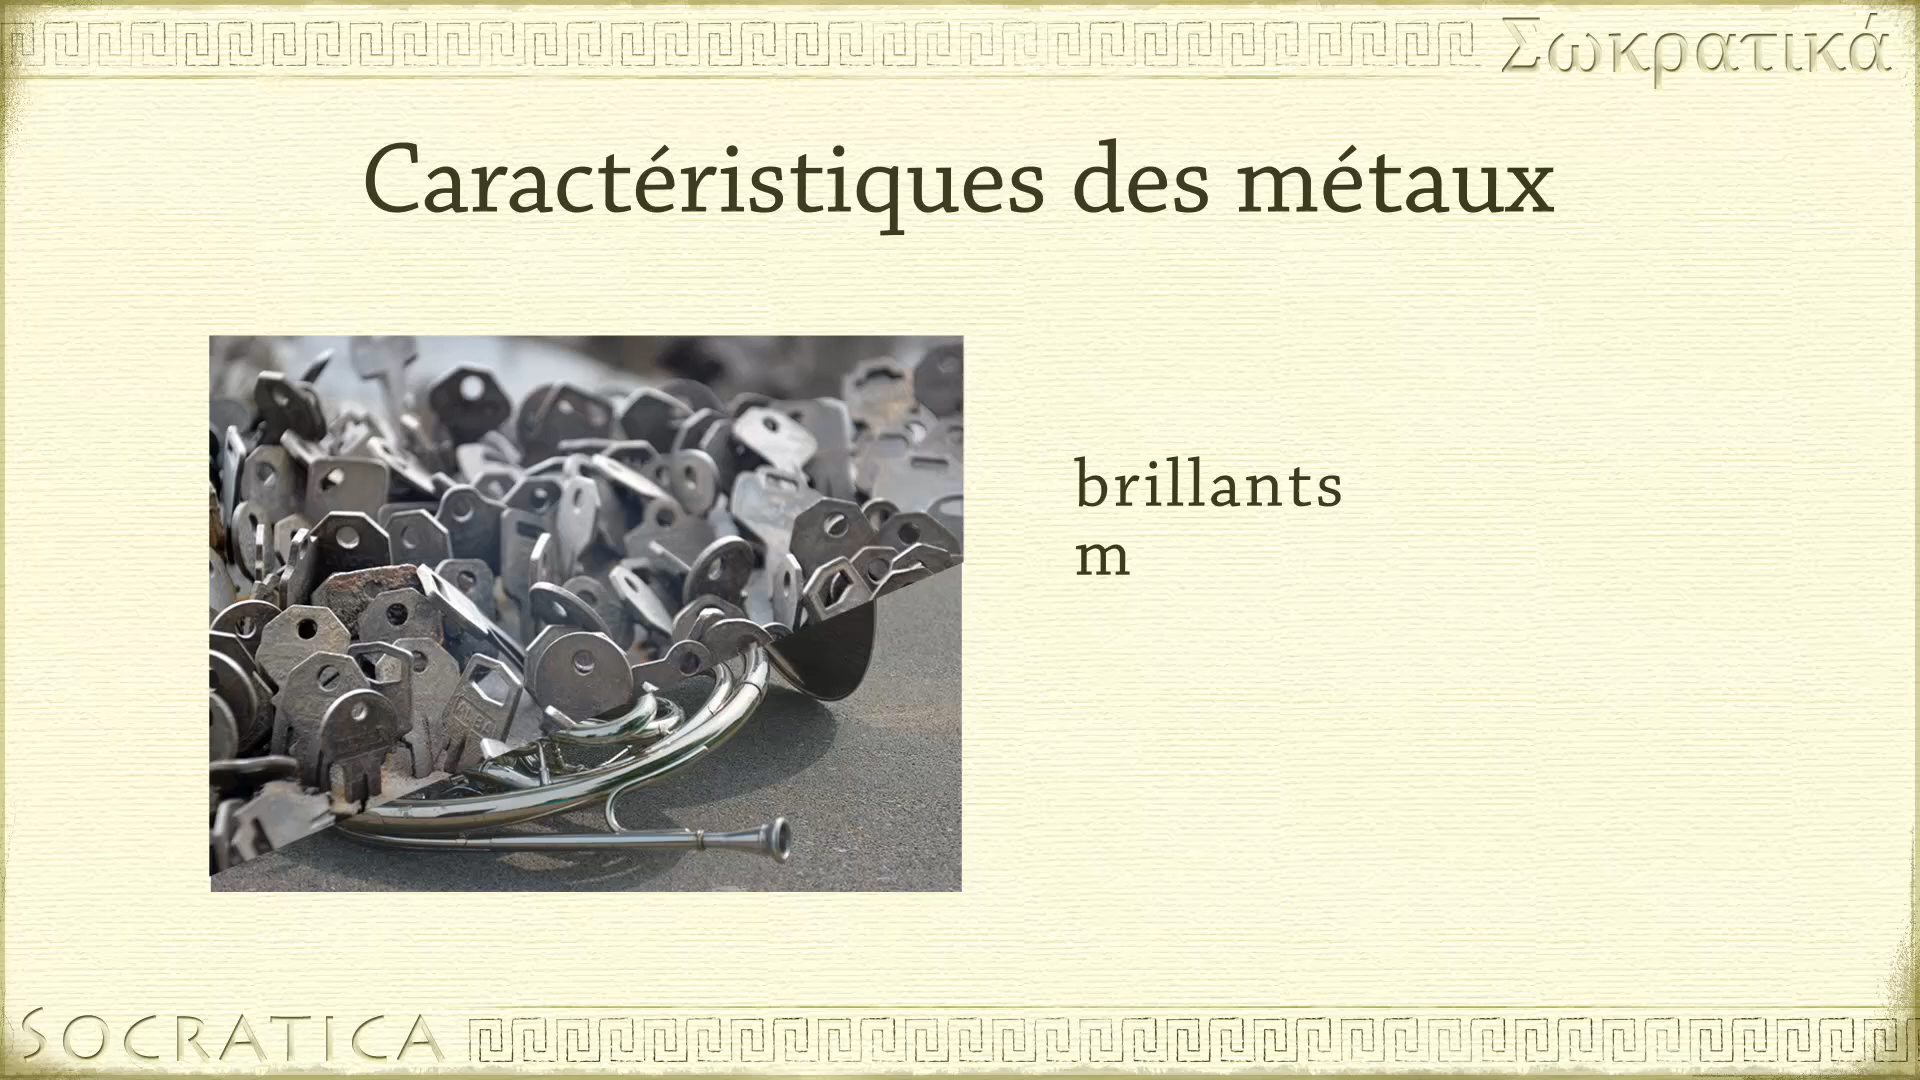 Σωκρατικά
Caractéristiques des métaux
brillants
m
SOCRATICA